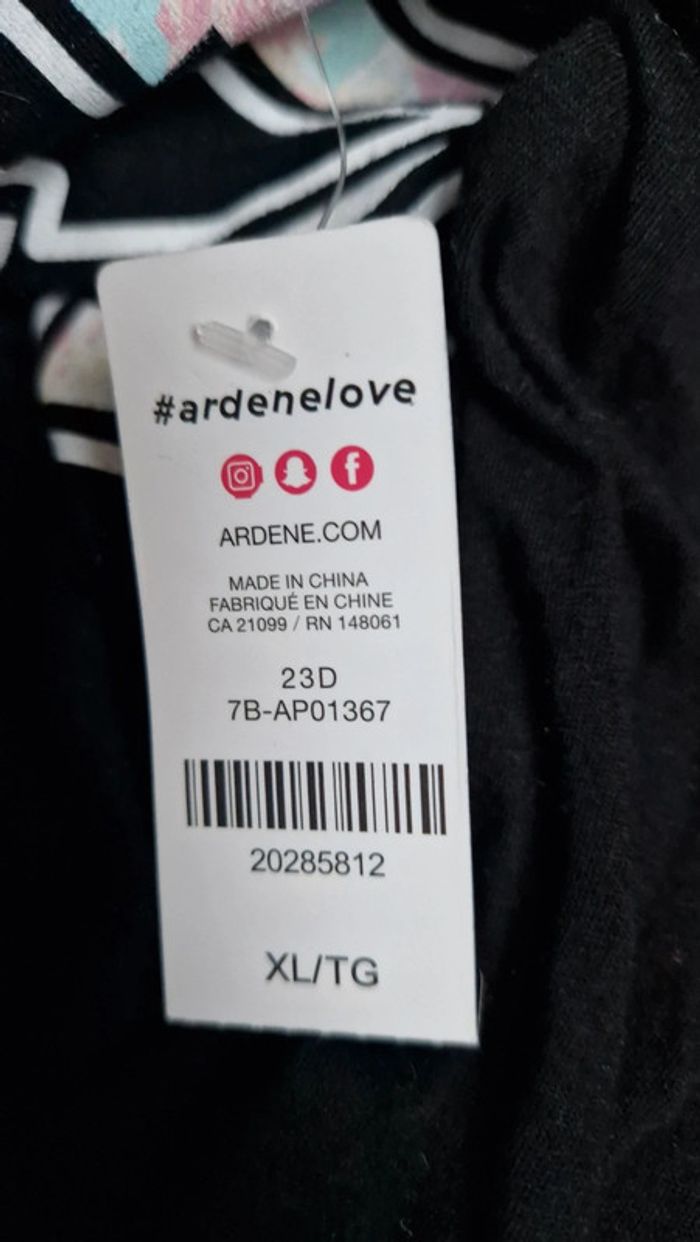 #ardenelove
ARDENE.COM
MADE IN CHINA
FABRIQUÉ EN CHINE
CA 21099 / RN 148061
23D
7B-AP01367
20285812
XL/TG